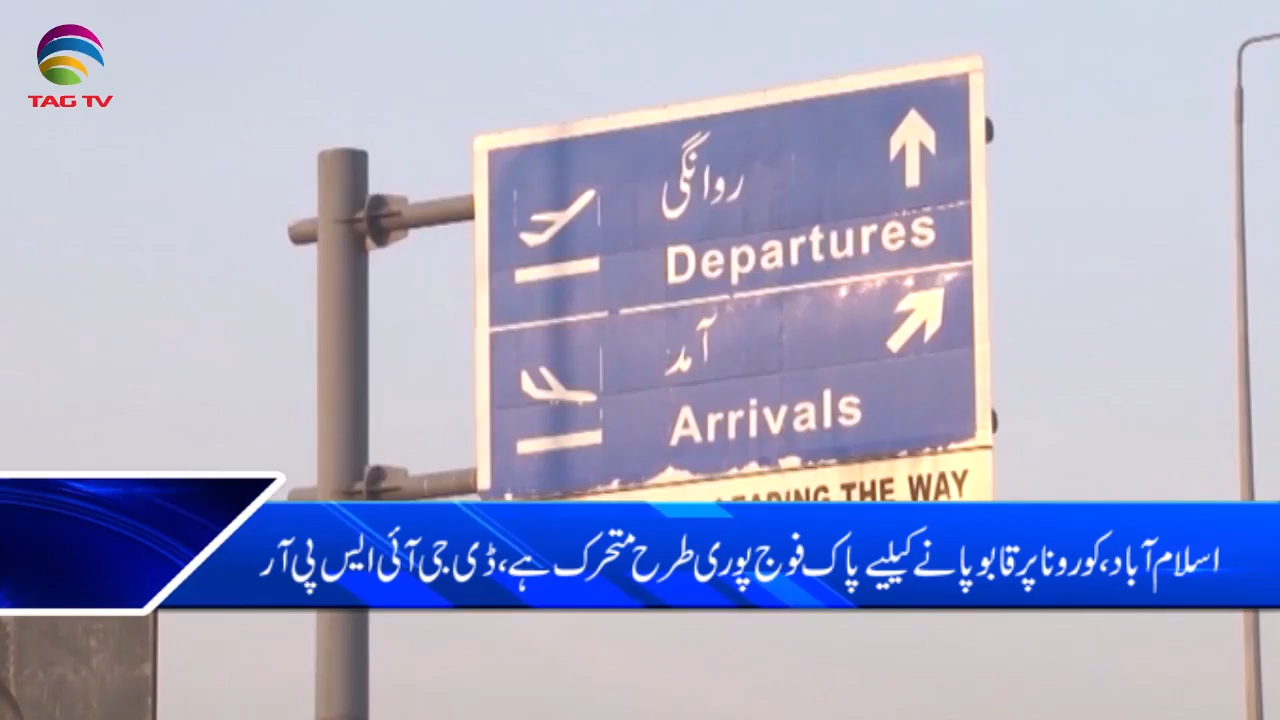 TAG TV
روانگی
Departures
آمد
Arrivals
LEADING THE WAY
اسلام آباد،کورونا پر قابو پانے کیلیے پاک فوج پوری طرح متحرک ہے،ڈی جی آئی ایس پی آر